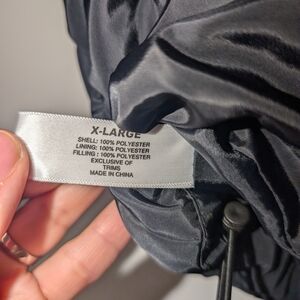 X-LARGE
SHELL: 100% POLYESTER
LINING: 100% POLYESTER
FILLING : 100% POLYESTER
EXCLUSIVE OF
TRIMS
MADE IN CHINA